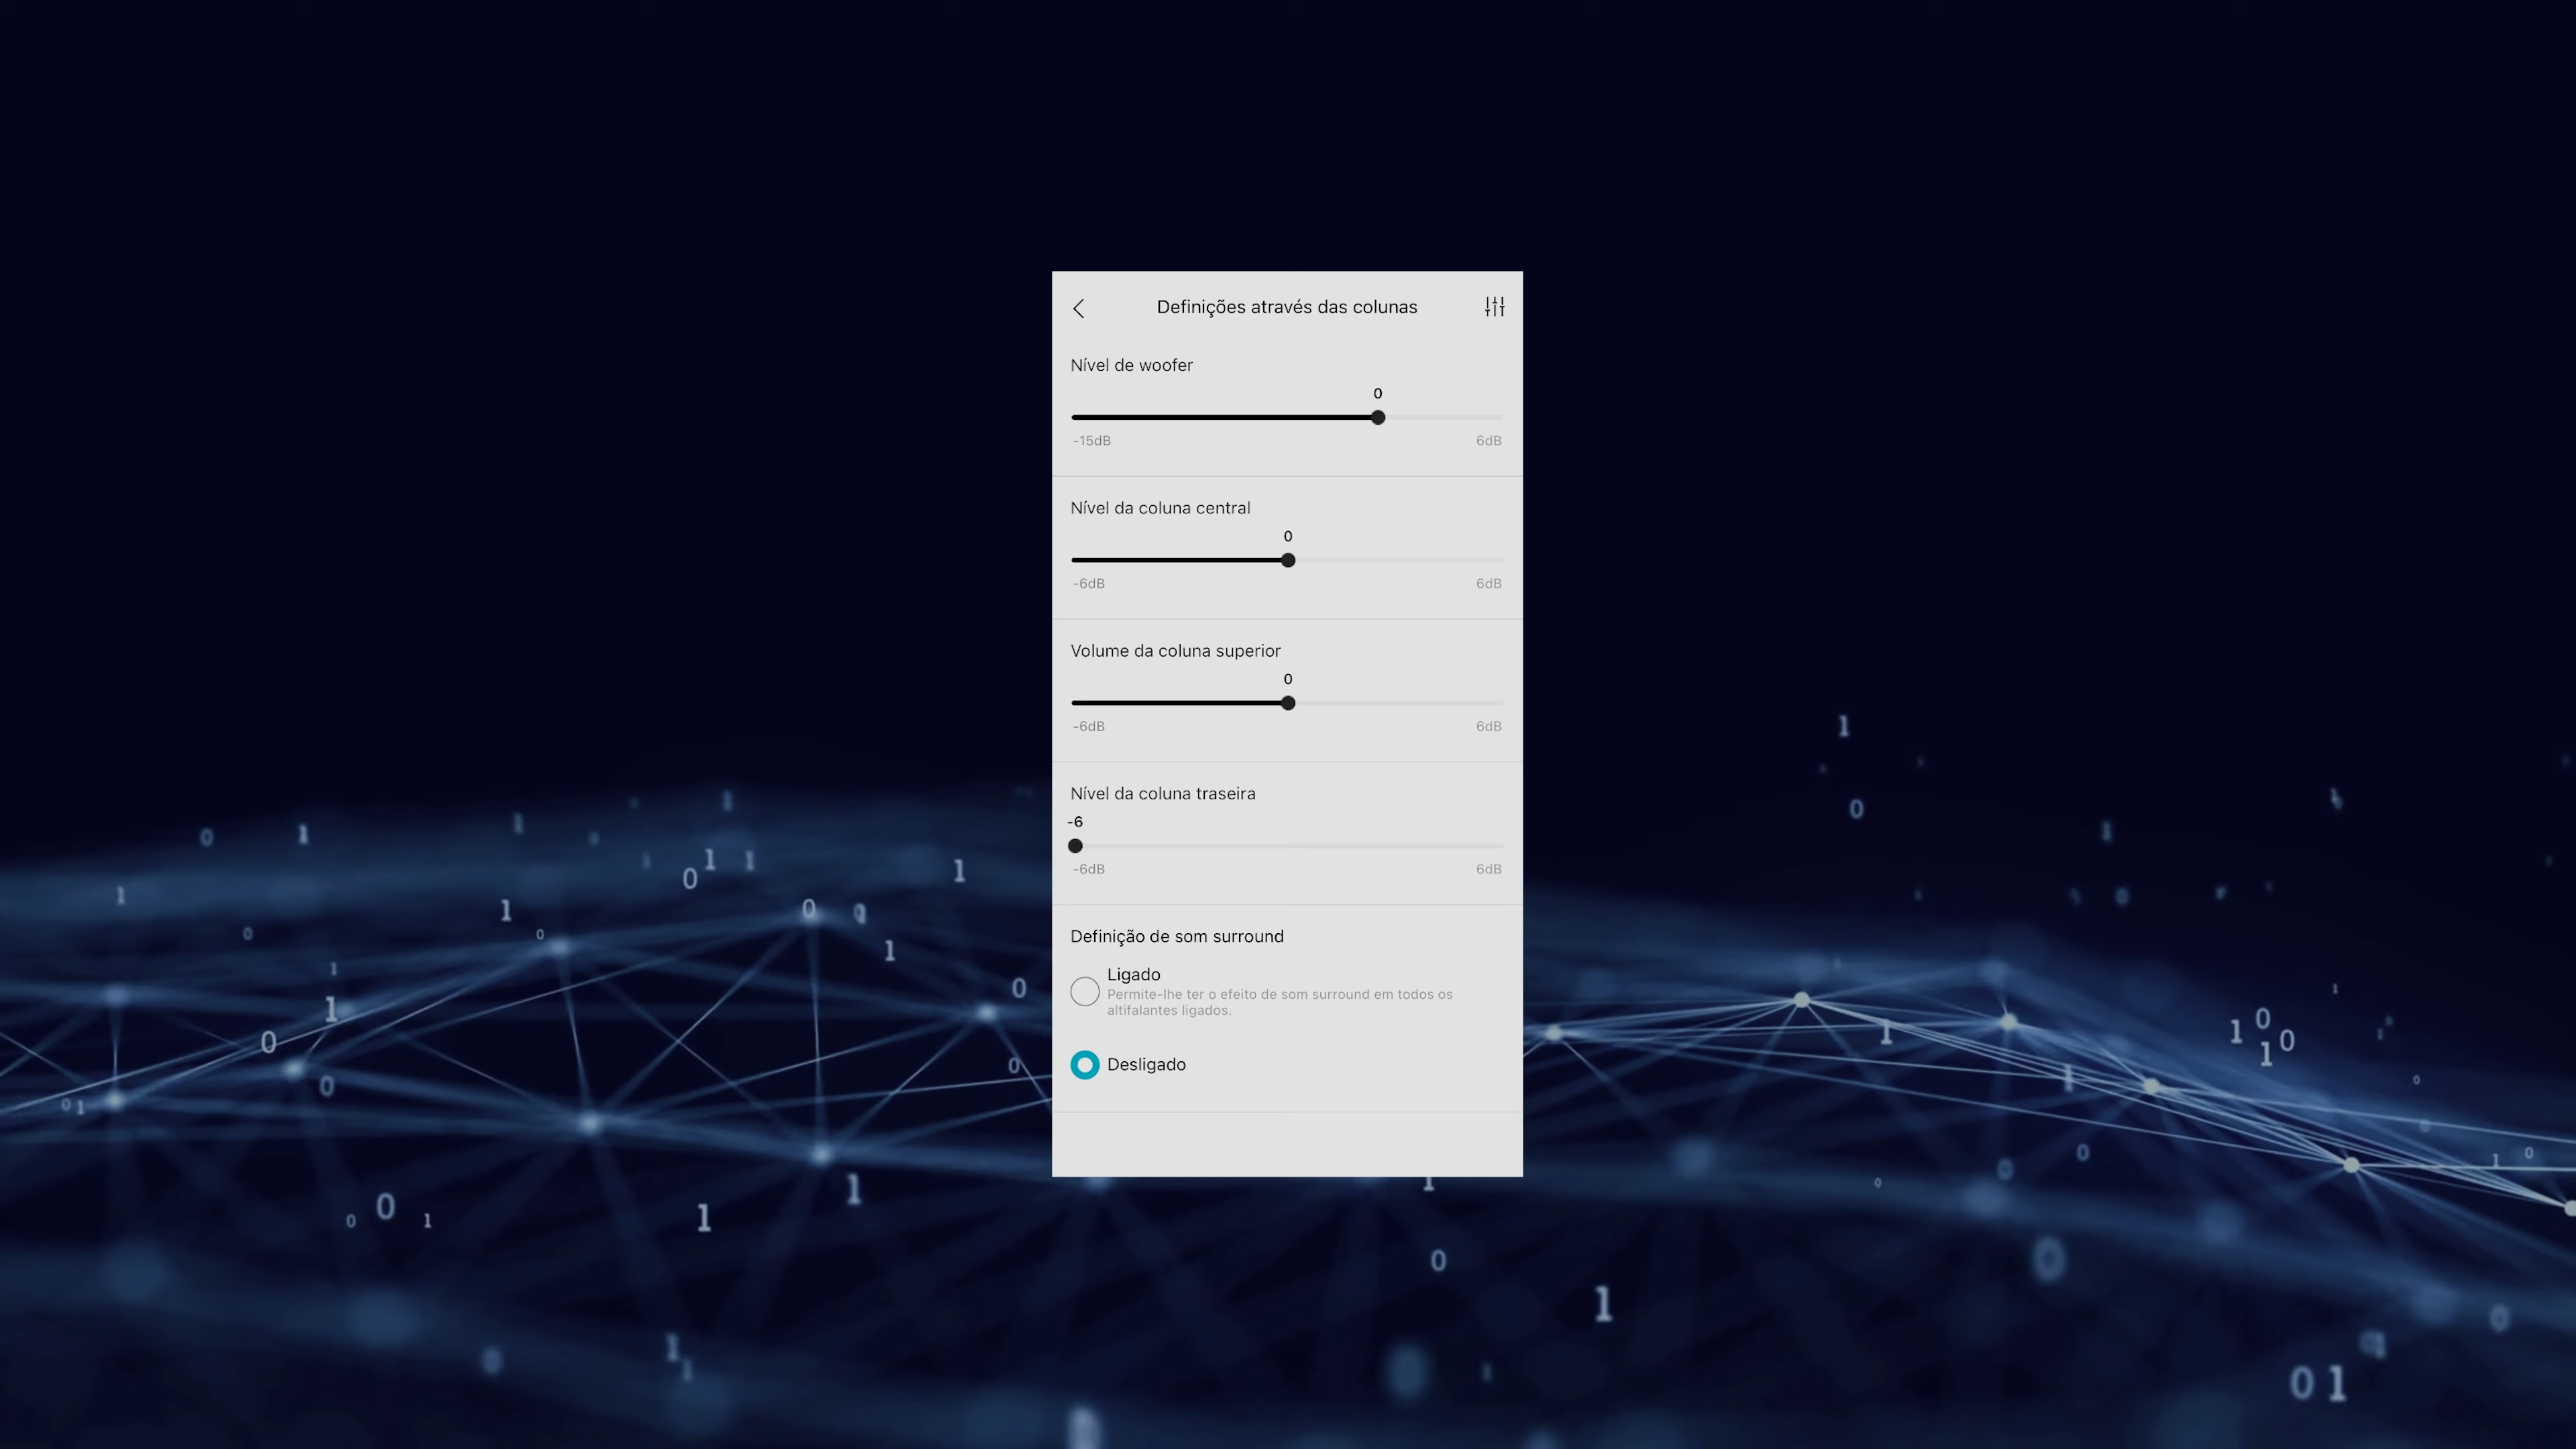 Definições através das colunas
Nível de woofer
0
-15dB 6dB
Nível da coluna central
0
-6dB 6dB
Volume da coluna superior
0
-6dB 6dB
Nível da coluna traseira
-6
-6dB 6dB
Definição de som surround
Ligado
Permite-lhe ter o efeito de som surround em todos os
altifalantes ligados.
Desligado